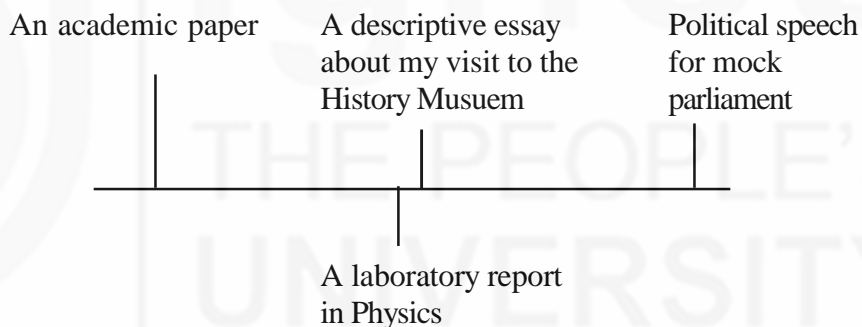 An academic paper
A descriptive essay
about my visit to the
History Musuem
Political speech
for mock
parliament
THE PEOPLE'S
UNIVERSITY
A laboratory report
in Physics